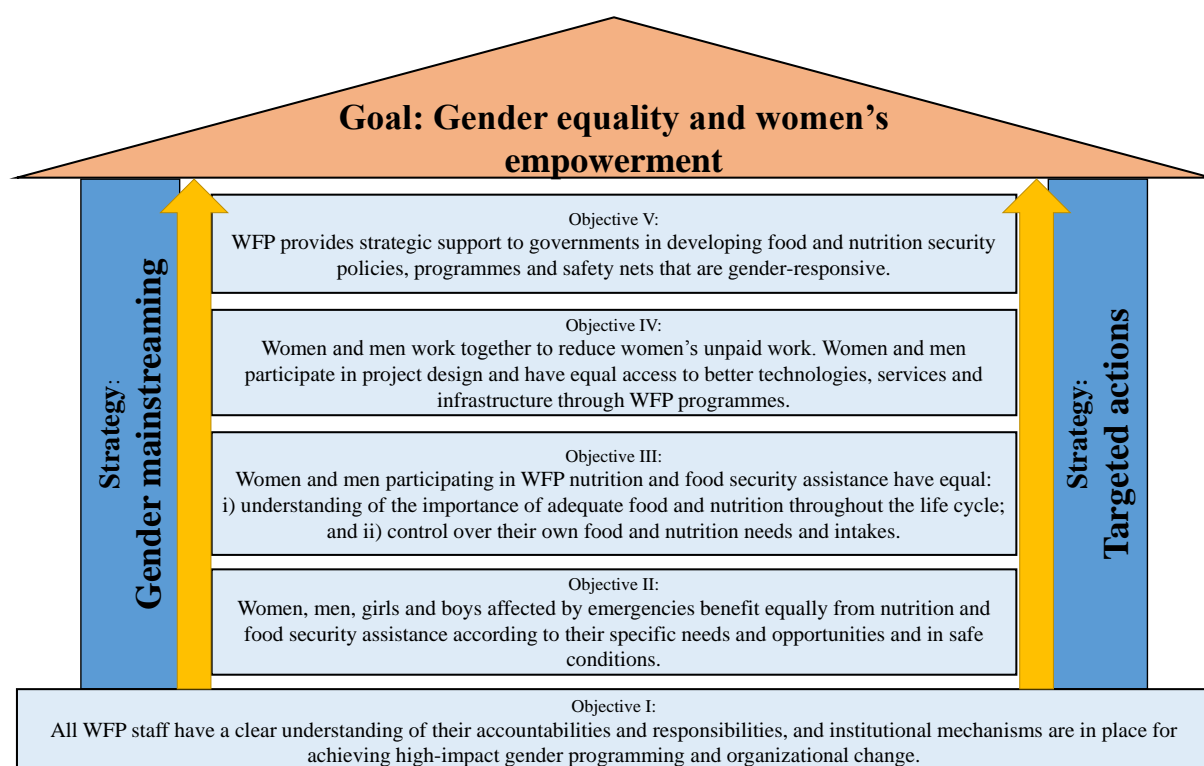 Goal: Gender equality and women’s
empowerment
Strategy:
Gender mainstreaming
Objective V:
WFP provides strategic support to governments in developing food and nutrition security
policies, programmes and safety nets that are gender-responsive.
Objective IV:
Women and men work together to reduce women’s unpaid work. Women and men
participate in project design and have equal access to better technologies, services and
infrastructure through WFP programmes.
Objective III:
Women and men participating in WFP nutrition and food security assistance have equal:
i) understanding of the importance of adequate food and nutrition throughout the life cycle;
and ii) control over their own food and nutrition needs and intakes.
Objective II:
Women, men, girls and boys affected by emergencies benefit equally from nutrition and
food security assistance according to their specific needs and opportunities and in safe
conditions.
Strategy:
Targeted actions
Objective I:
All WFP staff have a clear understanding of their accountabilities and responsibilities, and institutional mechanisms are in place for
achieving high-impact gender programming and organizational change.